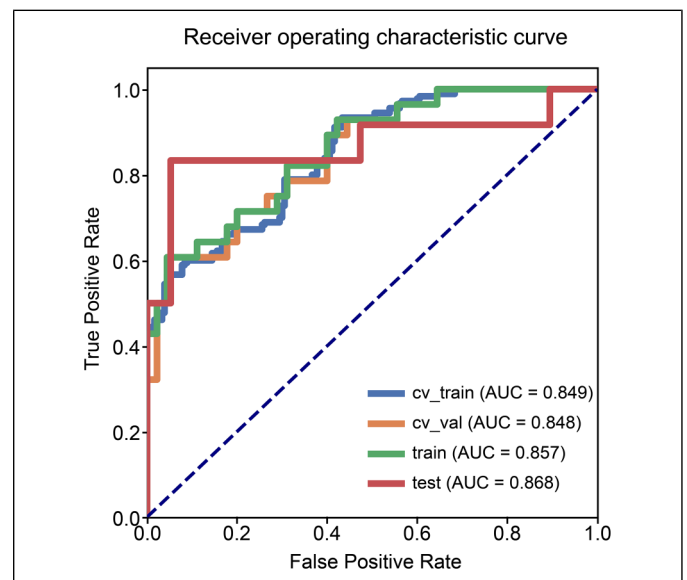 Receiver operating characteristic curve
1.0
0.8
0.6
0.4
0.2
0.0
True Positive Rate
cv_train (AUC = 0.849)
cv_val (AUC = 0.848)
train (AUC = 0.857)
test (AUC = 0.868)
0.0 0.2 0.4 0.6 0.8 1.0
False Positive Rate